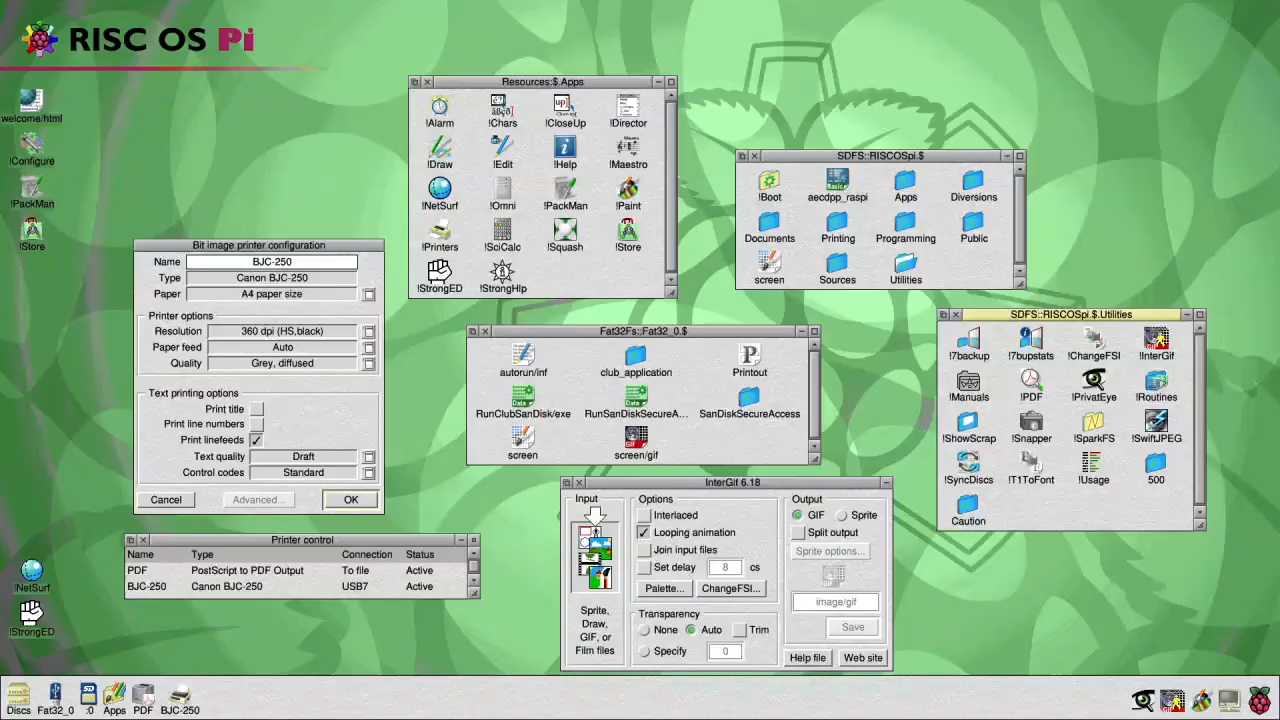 RISC OS Pi
welcome/html
!Configure
!PackMan
!Store
!NetSurf
!StrongED
Resources:$.Apps
!Alarm !Chars !CloseUp !Director
!Draw !Edit !Help !Maestro
!NetSurf !Omni !PackMan !Paint
!Printers !SciCalc !Squash !Store
!StrongED !StrongHlp
SDFS::RISCOSpi.$
!Boot aecdpp_raspi Apps Diversions
Documents Printing Programming Public
screen Sources Utilities
Bit image printer configuration
Name BJC-250
Type Canon BJC-250
Paper A4 paper size
Printer options
Resolution 360 dpi (HS,black)
Paper feed Auto
Quality Grey, diffused
Text printing options
Print title
Print line numbers
Print linefeeds
Text quality Draft
Control codes Standard
Cancel Advanced... OK
Fat32Fs::Fat32_0.$
autorun/inf club_application Printout
RunClubSanDisk/exe RunSanDiskSecureA... SanDiskSecureAccess
screen screen/gif
SDFS::RISCOSpi.$.Utilities
!7backup !7bupstats !ChangeFSI !InterGif
!Manuals !PDF !PrivatEye !Routines
!ShowScrap !Snapper !SparkFS !SwiftJPEG
!SyncDiscs !T1ToFont !Usage 500
Caution
Printer control
Name Type Connection Status
PDF PostScript to PDF Output To file Active
BJC-250 Canon BJC-250 USB7 Active
InterGif 6.18
Input
Sprite,
Draw,
GIF, or
Film files
Options
Interlaced
Looping animation
Join input files
Set delay 8 cs
Palette... ChangeFSI...
Transparency
None Auto Trim
Specify 0
Output
GIF Sprite
Split output
Sprite options...
image/gif
Save
Help file Web site
Discs Fat32_0 :0 Apps PDF BJC-250